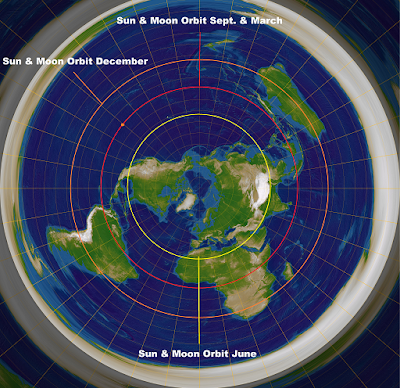 Sun & Moon Orbit Sept. & March
Sun & Moon Orbit December
Sun & Moon Orbit June